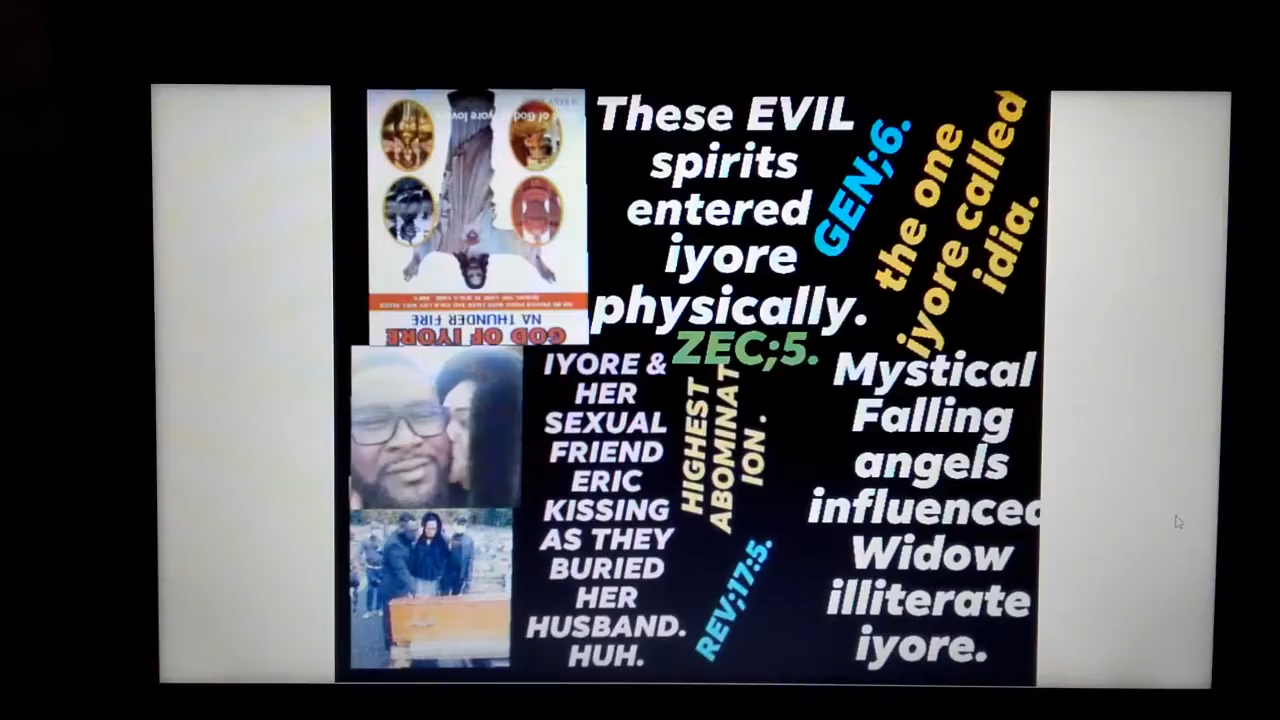 These EVIL
spirits
entered
iyore
physically.
GEN;6.
the one
iyore called
idia.
ZEC;5.
GOD OF IYORE
NA THUNDER FIRE
IYORE &
HER
SEXUAL
FRIEND
ERIC
KISSING
AS THEY
BURIED
HER
HUSBAND.
HUH.
HIGHEST
ABOMINAT
ION .
REV;17:5.
Mystical
Falling
angels
influenced
Widow
illiterate
iyore.